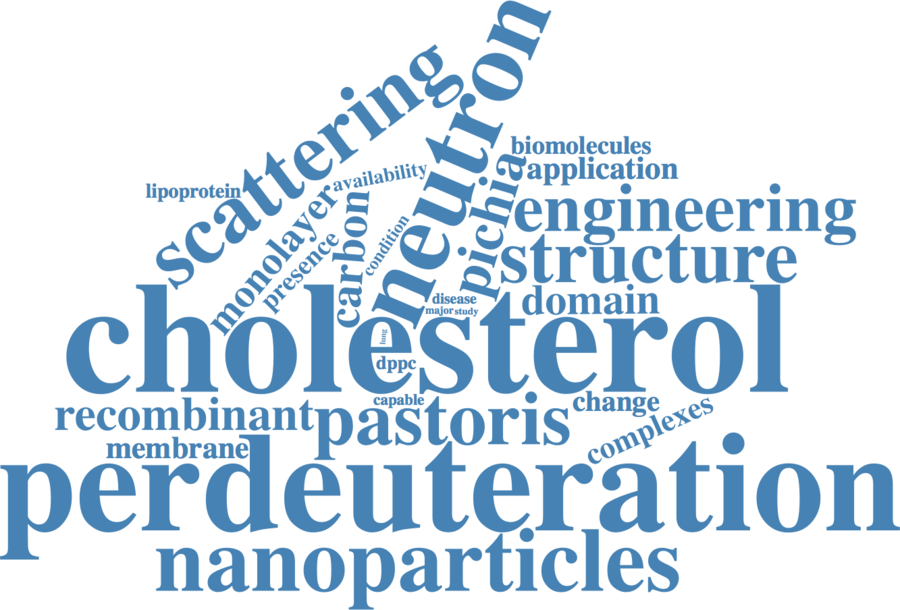 neutron
scattering
biomolecules
application
availability
lipoprotein
pichia
engineering
monolayer
carbon
condition
presence
structure
cholesterol
domain
disease
major
study
lung
dppc
capable
change
recombinant
pastoris
complexes
membrane
perdeuteration
nanoparticles